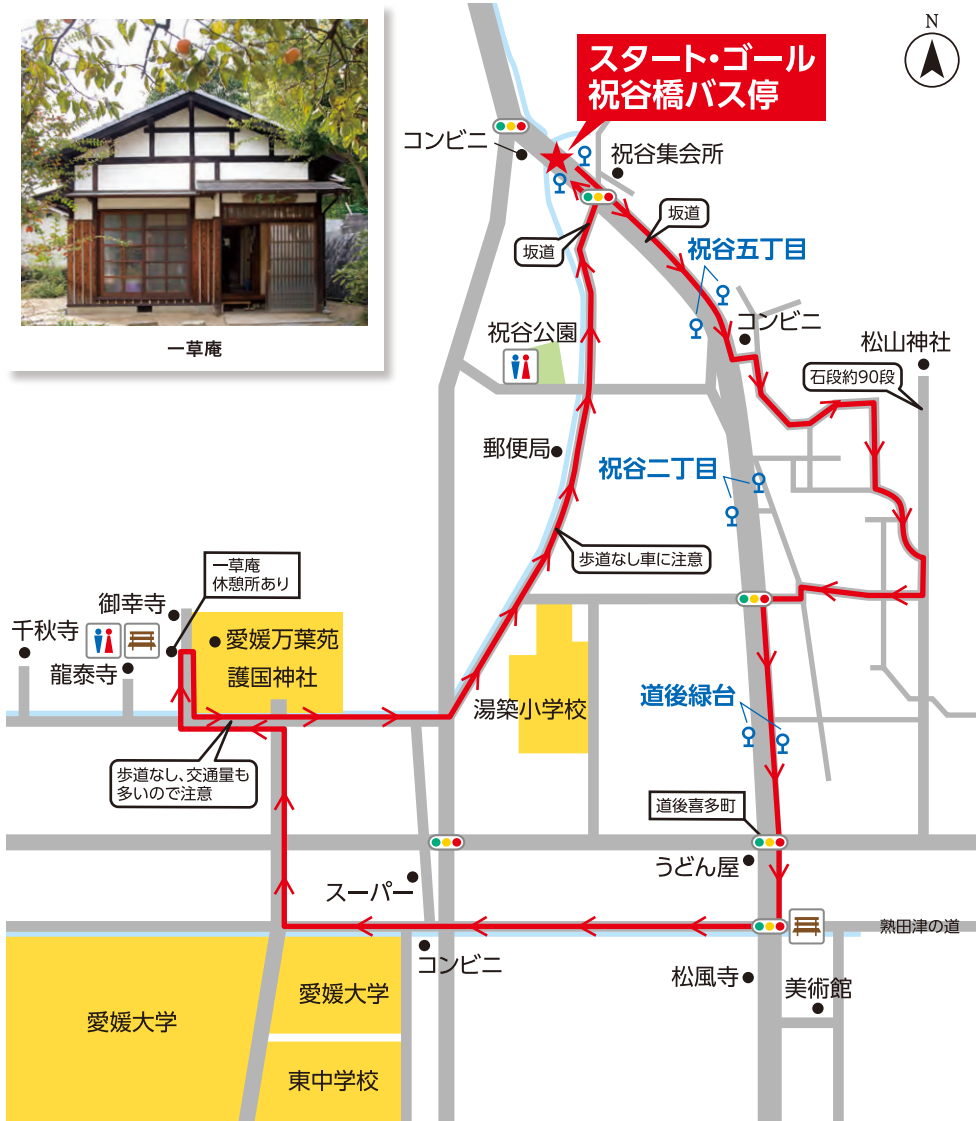 N
スタート・ゴール
祝谷橋バス停
コンビニ
祝谷集会所
坂道
坂道
祝谷五丁目
コンビニ
祝谷公園
松山神社
一草庵
石段約90段
郵便局
祝谷二丁目
歩道なし車に注意
一草庵
休憩所あり
御幸寺
千秋寺
龍泰寺
愛媛万葉苑
護国神社
湯築小学校
道後緑台
歩道なし、交通量も
多いので注意
道後喜多町
うどん屋
スーパー
熟田津の道
コンビニ
松風寺
美術館
愛媛大学
愛媛大学
東中学校